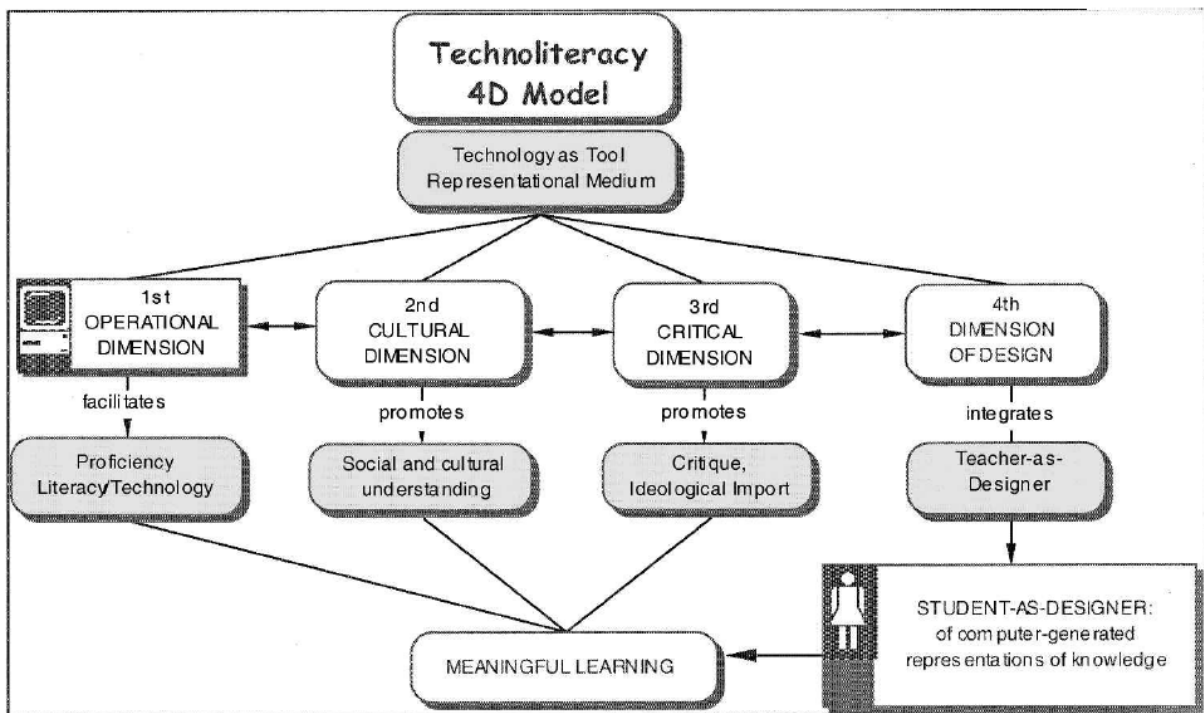 Technoliteracy
4D Model
Technology as Tool
Representational Medium
1st
OPERATIONAL
DIMENSION
2nd
CULTURAL
DIMENSION
3rd
CRITICAL
DIMENSION
4th
DIMENSION
OF DESIGN
facilitates
promotes
promotes
integrates
Proficiency
Literacy/Technology
Social and cultural
understanding
Critique,
Ideological Import
Teacher-as-
Designer
STUDENT-AS-DESIGNER:
of computer-generated
representations of knowledge
MEANINGFUL LEARNING